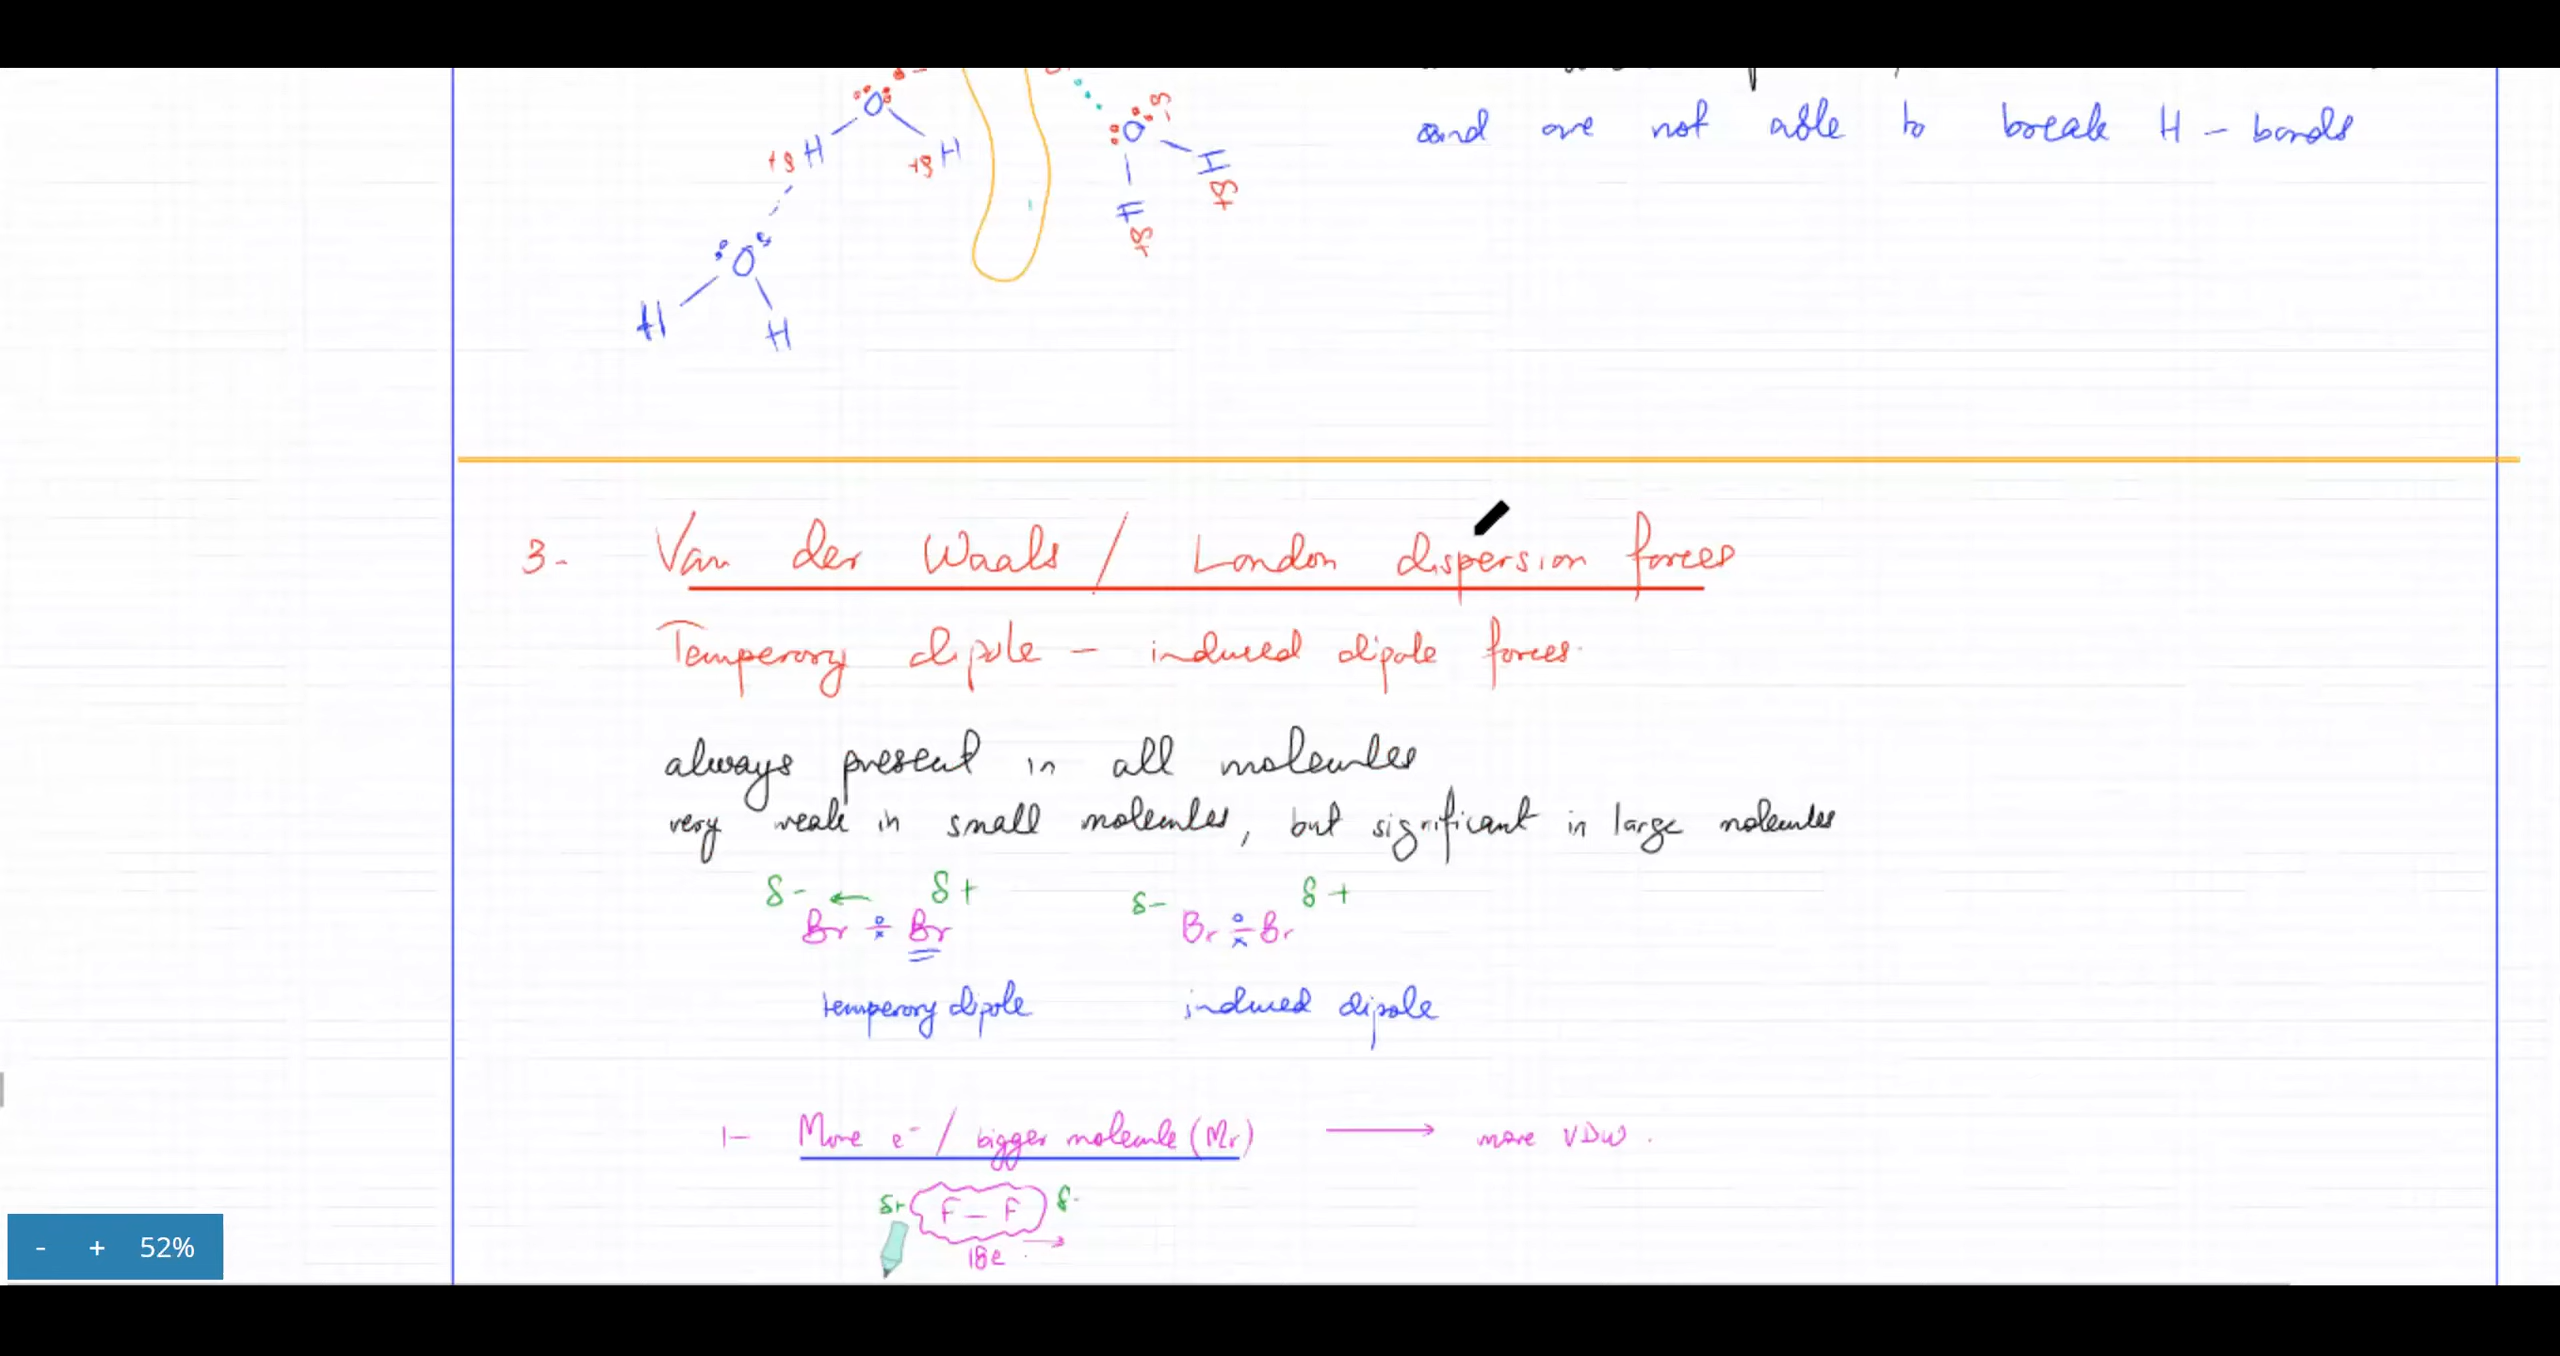 and are not able to break H - bonds
O
H +δ H +δ
O δ-
H δ+
H δ+
O
H H
3- Van der Waals / London dispersion forces
Temperory dipole - induced dipole forces
always present in all molecules
very weak in small molecules, but significant in large molecules
δ- ← δ+ δ- δ+
Br Br Br Br
temperory dipole induced dipole
1- More e- / bigger molecule (Mr) → more VDW.
δ+ F - F δ-
18e →
- + 52%